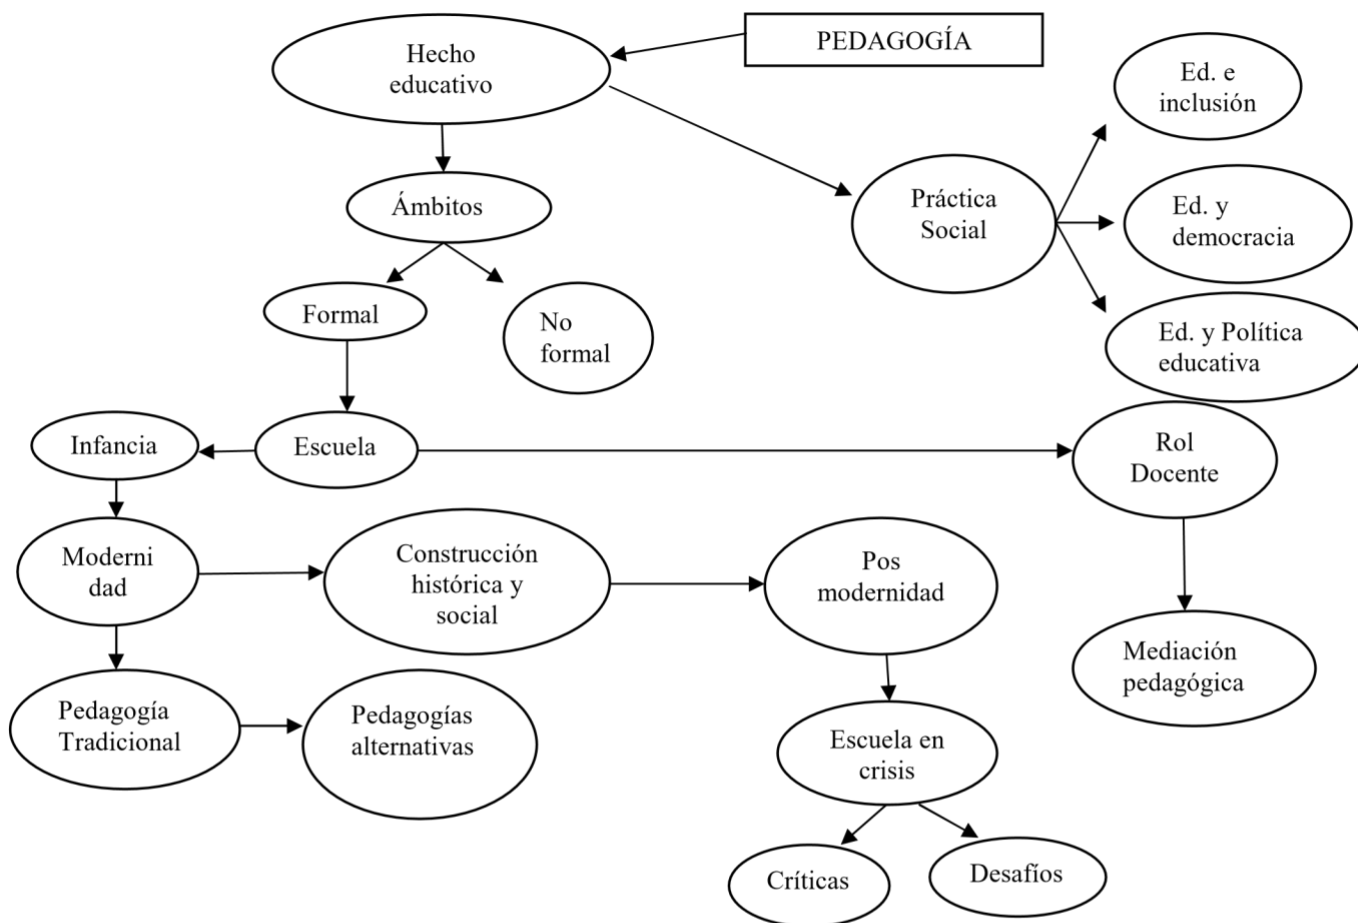 PEDAGOGÍA
Hecho
educativo
Ed. e
inclusión
Ámbitos
Práctica
Social
Ed. y
democracia
Formal
No
formal
Ed. y Política
educativa
Infancia
Escuela
Rol
Docente
Moderni
dad
Construcción
histórica y
social
Pos
modernidad
Mediación
pedagógica
Pedagogía
Tradicional
Pedagogías
alternativas
Escuela en
crisis
Críticas
Desafíos